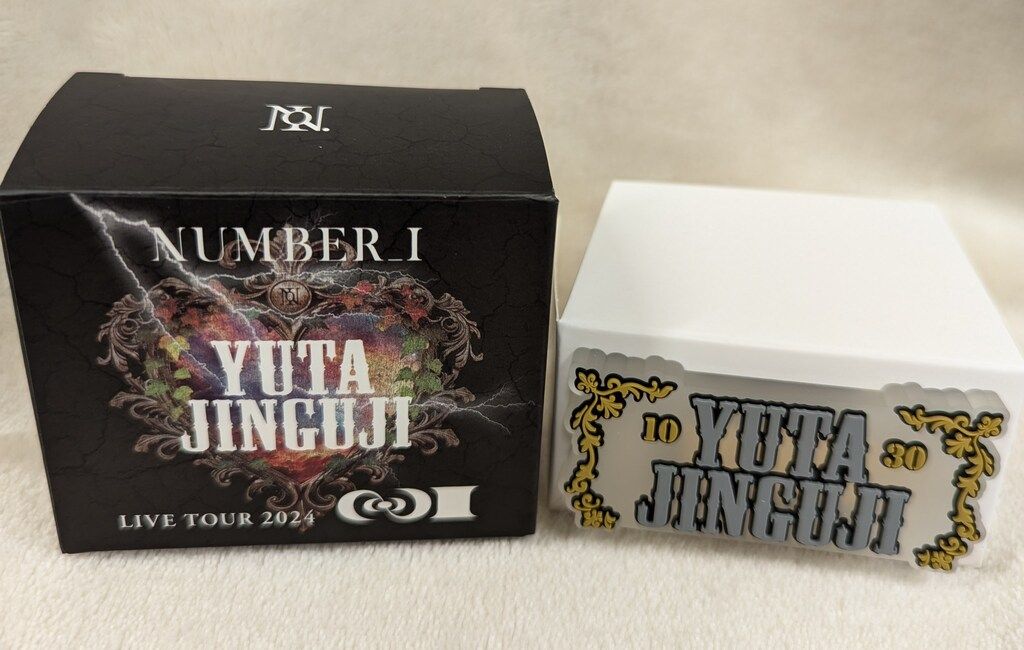 NUMBER_I
YUTA
JINGUJI
LIVE TOUR 2024
10
YUTA
30
JINGUJI